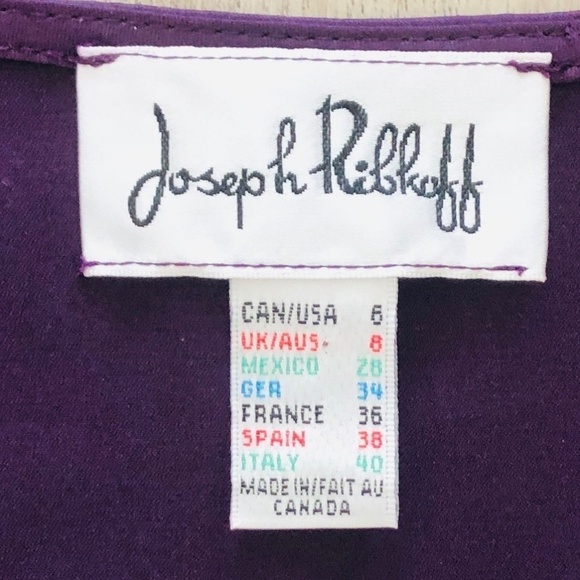 Joseph Ribkoff
CAN/USA 6
UK/AUS 8
MEXICO 28
GER 34
FRANCE 36
SPAIN 38
ITALY 40
MADE IN/FAIT AU
CANADA